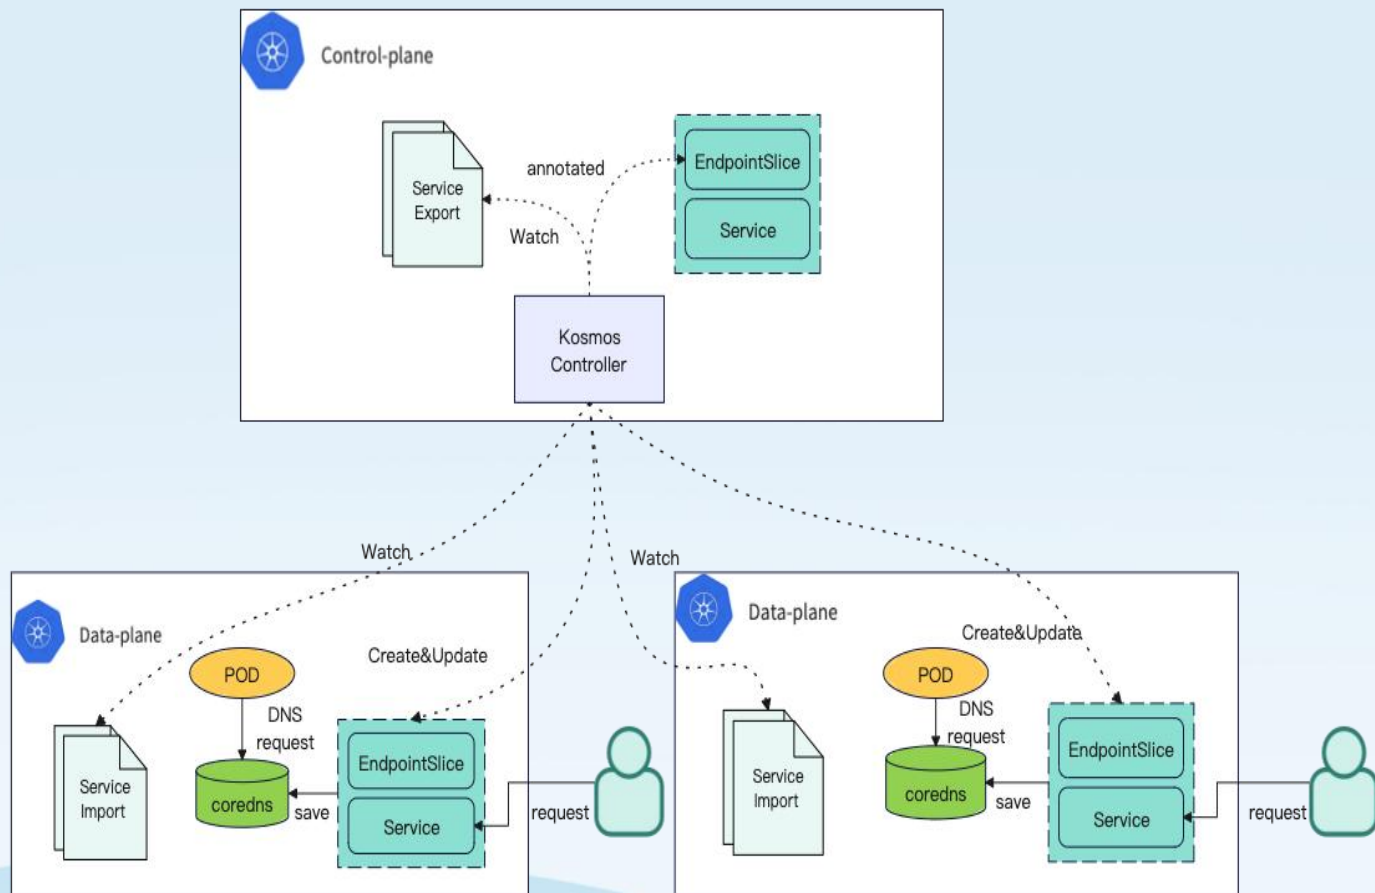 Control-plane
Service
Export
annotated
EndpointSlice
Watch
Service
Kosmos
Controller
Watch
Watch
Data-plane
POD
Create&Update
DNS
request
Service
Import
coredns
save
EndpointSlice
Service
request
Data-plane
POD
Create&Update
DNS
request
Service
Import
coredns
save
EndpointSlice
Service
request